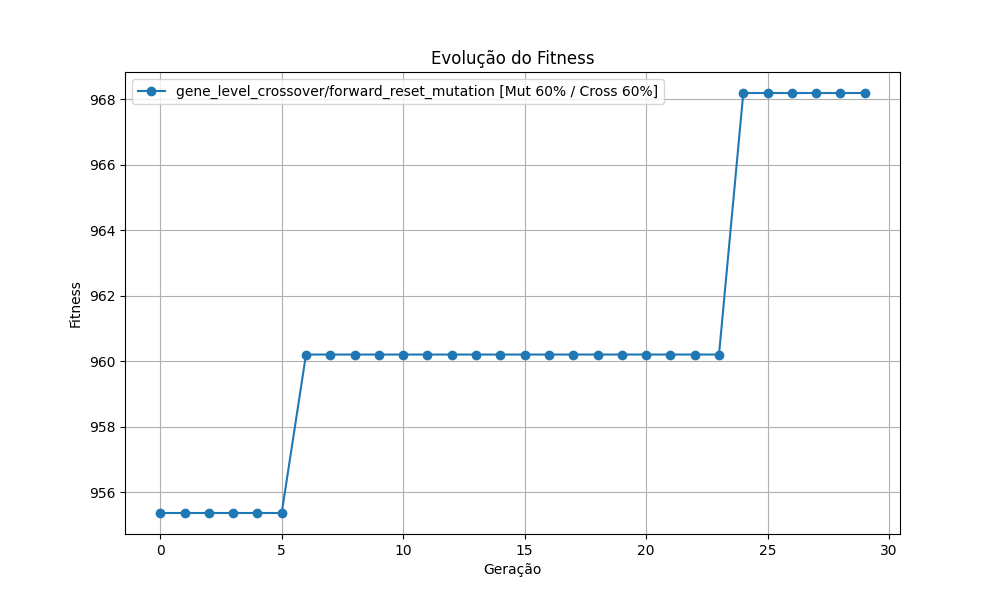 Evolução do Fitness
gene_level_crossover/forward_reset_mutation [Mut 60% / Cross 60%]
968
966
964
962
960
958
956
Fitness
0 5 10 15 20 25 30
Geração